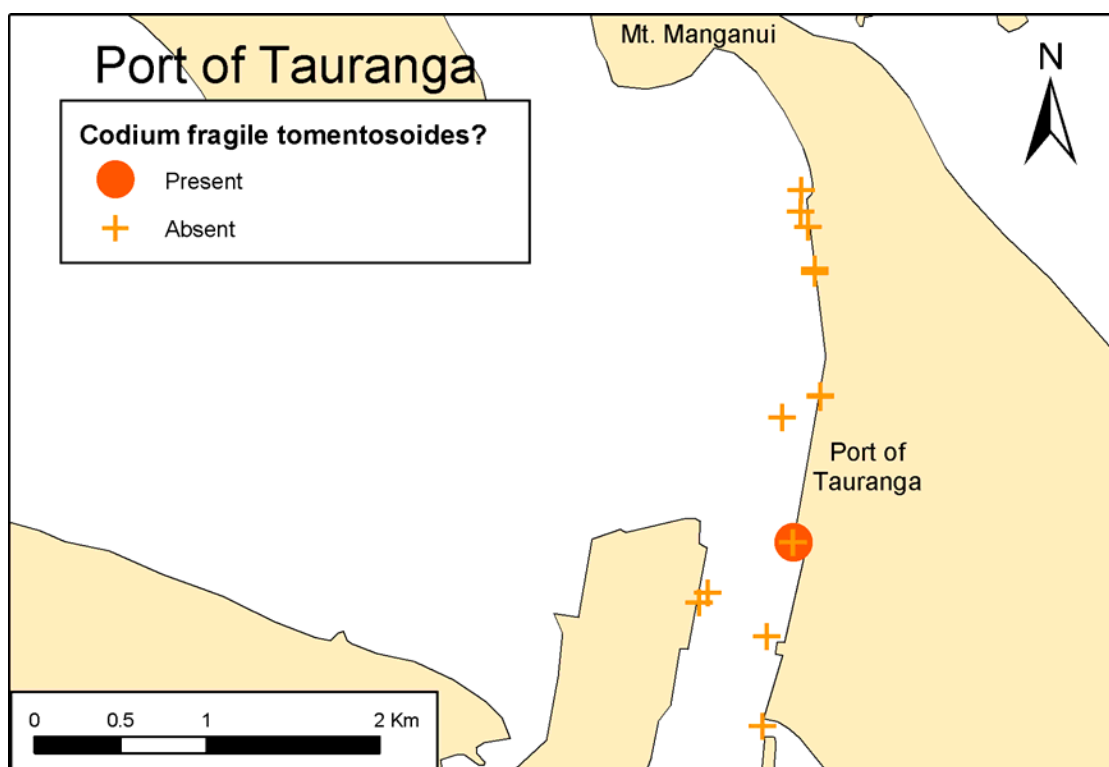 Mt. Manganui
Port of Tauranga
N
Codium fragile tomentosoides?
Present
Absent
Port of
Tauranga
0 0.5 1 2 Km